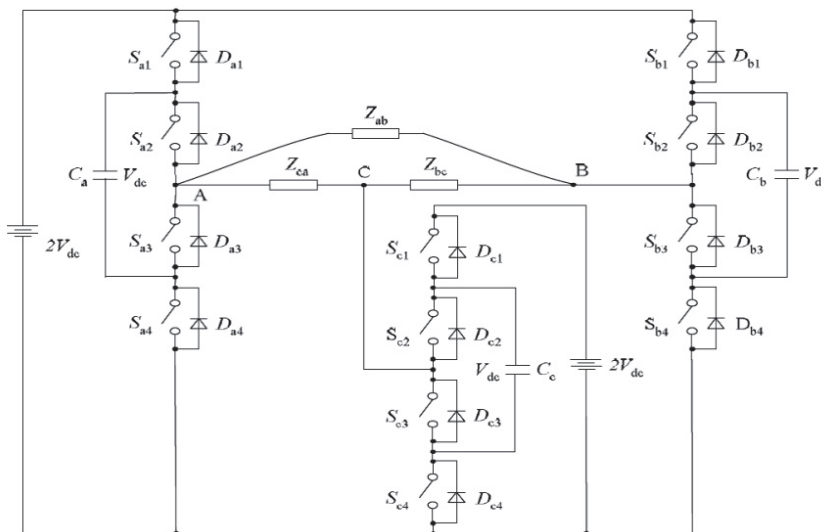 Sa1 Da1 Sb1 Db1
Zab
Sa2 Da2 Sb2 Db2
Ca Vdc Zca C Zbc B Cb Vd
A
Sa3 Da3 Sc1 Dc1 Sb3 Db3
2Vdc
Sa4 Da4 Sc2 Dc2 Sb4 Db4
Vdc Cc 2Vdc
Sc3 Dc3
Sc4 Dc4